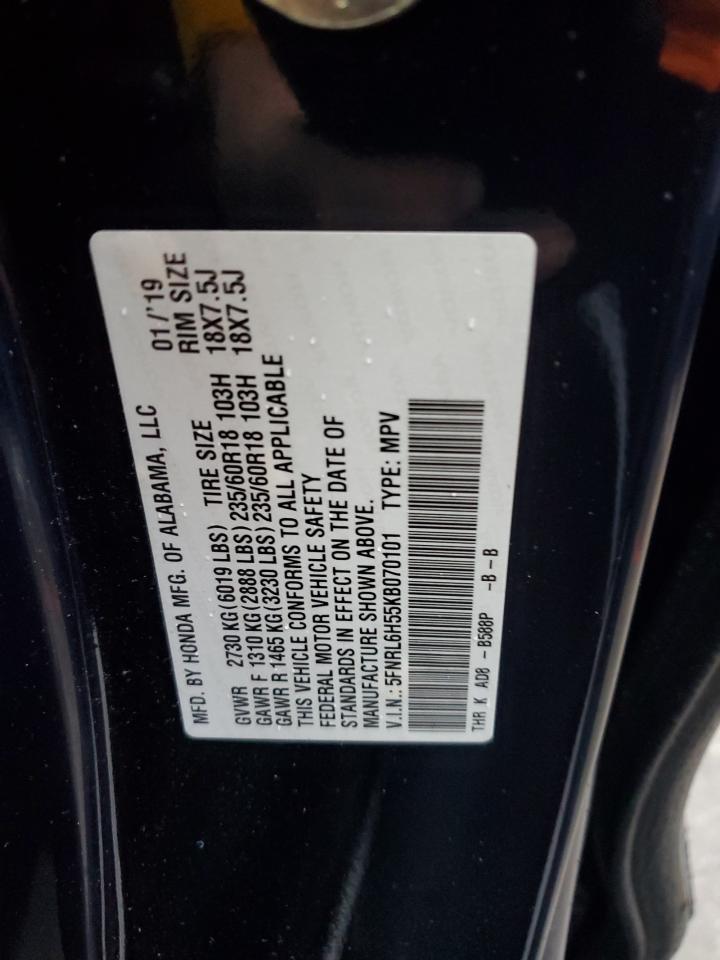 MFD. BY HONDA MFG. OF ALABAMA, LLC 01/'19
GVWR 2730 KG (6019 LBS) TIRE SIZE RIM SIZE
GAWR F 1310 KG (2888 LBS) 235/60R18 103H 18X7.5J
GAWR R 1465 KG (3230 LBS) 235/60R18 103H 18X7.5J
THIS VEHICLE CONFORMS TO ALL APPLICABLE
FEDERAL MOTOR VEHICLE SAFETY
STANDARDS IN EFFECT ON THE DATE OF
MANUFACTURE SHOWN ABOVE.
V.I.N.: 5FNRL6H55KB070101 TYPE: MPV
THR K AD8 - B588P -B-B